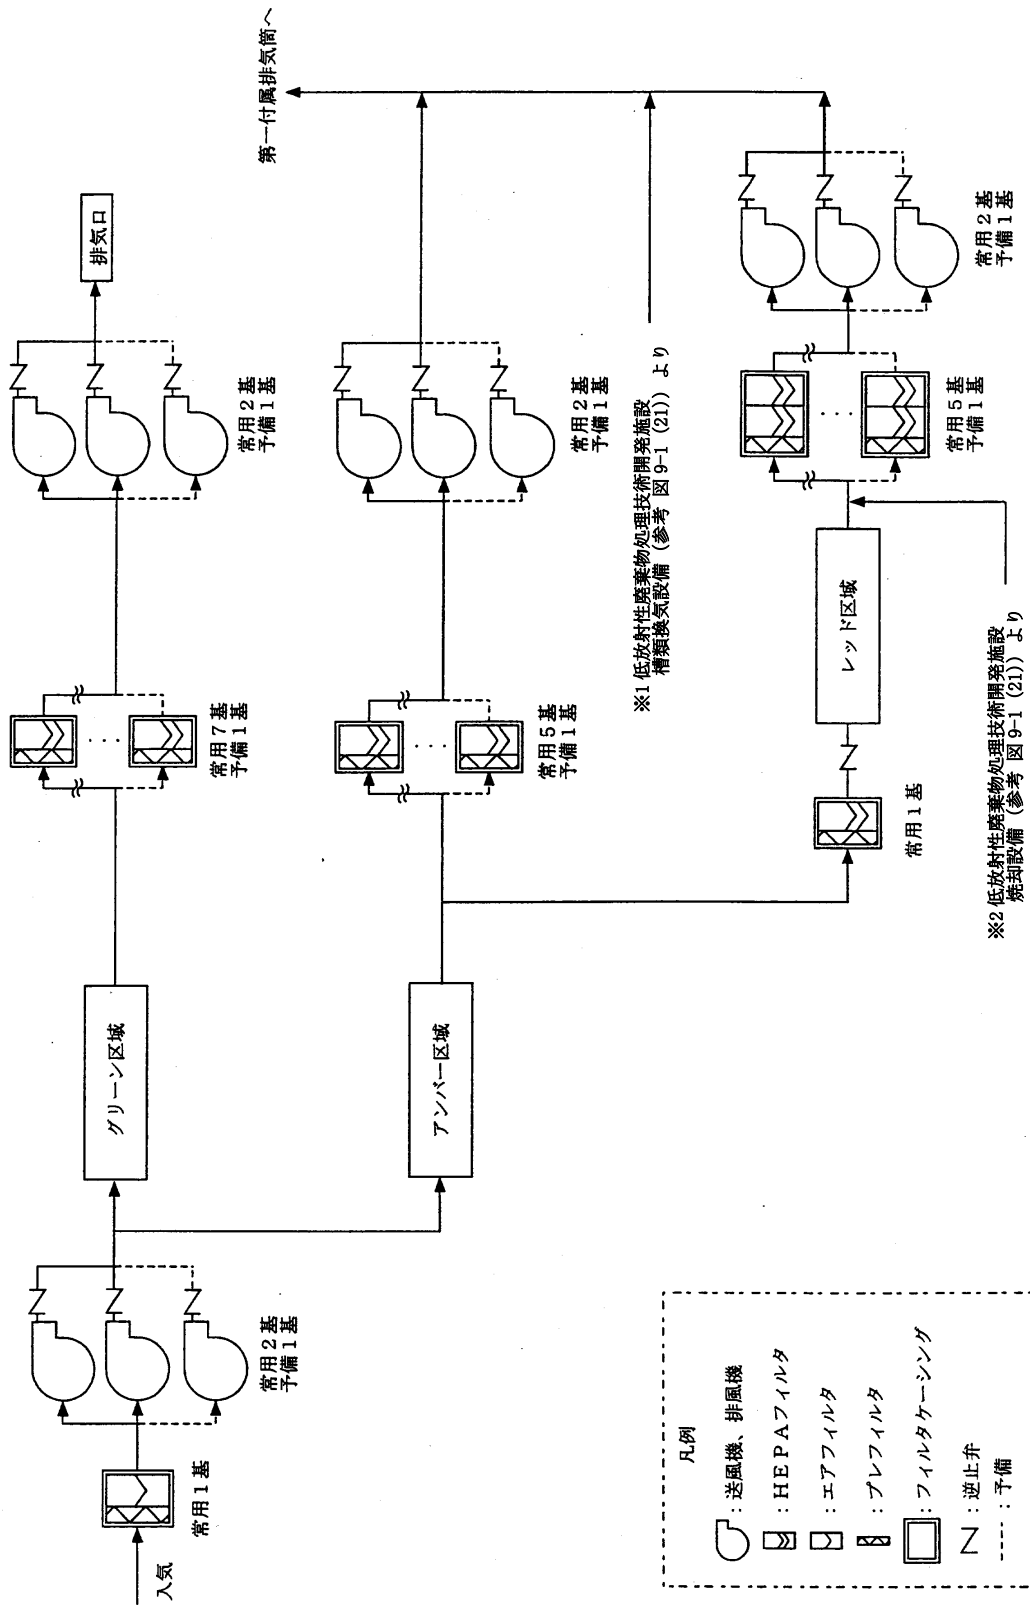 入気
常用1基
常用2基
予備1基
グリーン区域
常用7基
予備1基
常用2基
予備1基
排気口
アンバー区域
常用5基
予備1基
常用2基
予備1基
第一付属排気筒へ
※1 低放射性廃棄物処理技術開発施設
槽類換気設備 (参考 図 9-1 (21)) より
常用1基
レッド区域
常用5基
予備1基
常用2基
予備1基
※2 低放射性廃棄物処理技術開発施設
焼却設備 (参考 図 9-1 (21)) より
凡例
:送風機、排風機
:HEPAフィルタ
:エアフィルタ
:プレフィルタ
:フィルタケーシング
:逆止弁
:予備